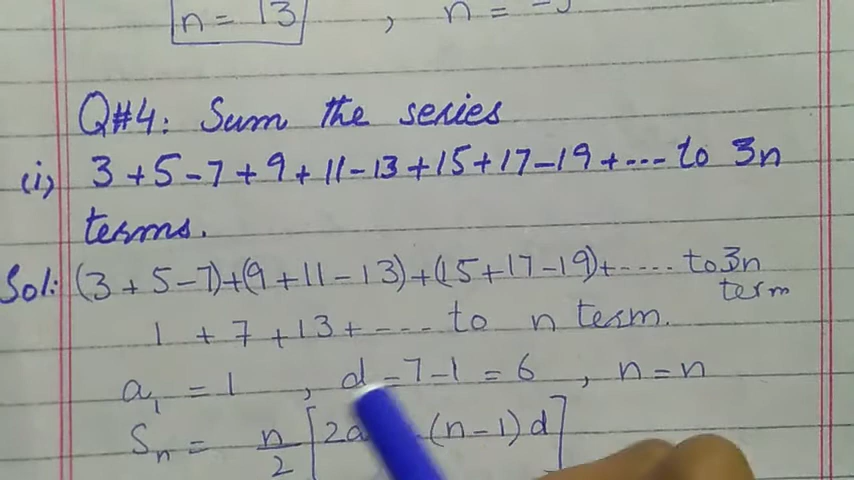 n = 13 , n =
Q#4: Sum the series
(i) 3 + 5 - 7 + 9 + 11 - 13 + 15 + 17 - 19 + --- to 3n
terms.
Sol: (3 + 5 - 7) + (9 + 11 - 13) + (15 + 17 - 19) + ---- to 3n
term
1 + 7 + 13 + --- to n term.
a₁ = 1 , d = 7 - 1 = 6 , n = n
Sₙ = n/2 [2a (n - 1) d]